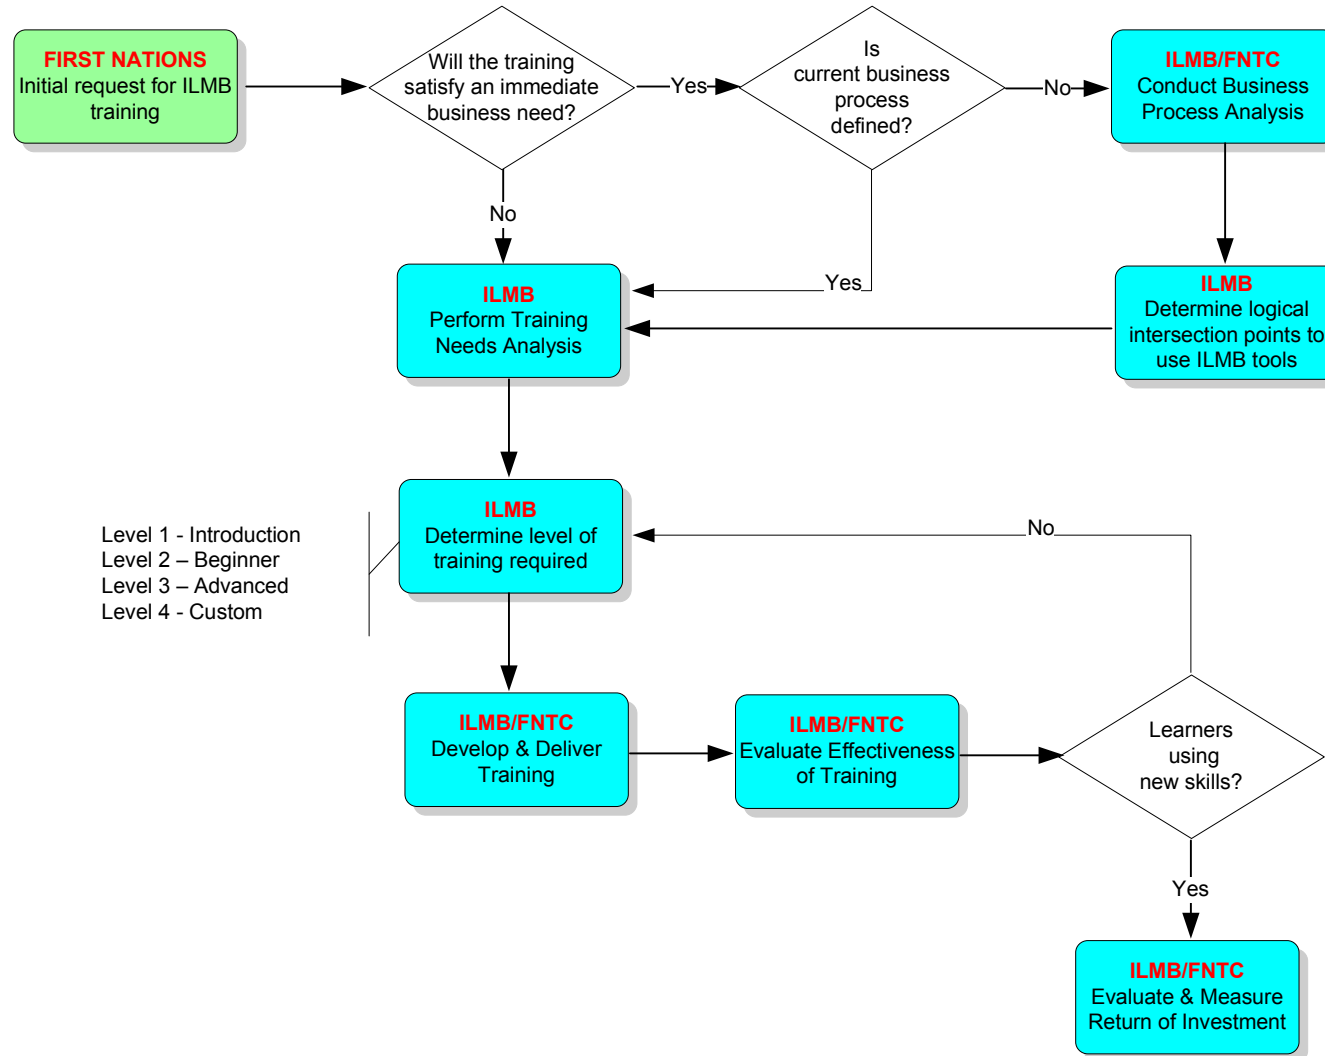 FIRST NATIONS
Initial request for ILMB
training
Will the training
satisfy an immediate
business need?
Yes
Is
current business
process
defined?
No
ILMB/FNTC
Conduct Business
Process Analysis
No
Yes
ILMB
Perform Training
Needs Analysis
ILMB
Determine logical
intersection points to
use ILMB tools
Level 1 - Introduction
Level 2 – Beginner
Level 3 – Advanced
Level 4 - Custom
ILMB
Determine level of
training required
No
ILMB/FNTC
Develop & Deliver
Training
ILMB/FNTC
Evaluate Effectiveness
of Training
Learners
using
new skills?
Yes
ILMB/FNTC
Evaluate & Measure
Return of Investment